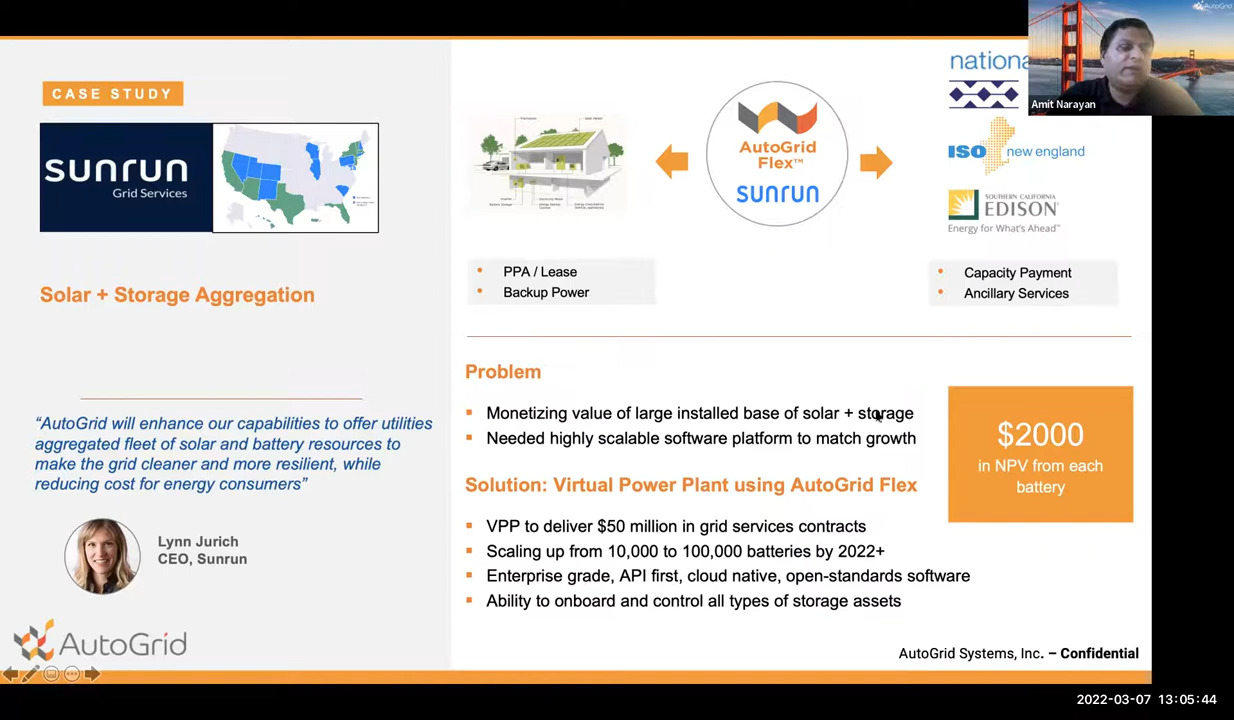 CASE STUDY
sunrun
Grid Services
Solar + Storage Aggregation
“AutoGrid will enhance our capabilities to offer utilities
aggregated fleet of solar and battery resources to
make the grid cleaner and more resilient, while
reducing cost for energy consumers”
Lynn Jurich
CEO, Sunrun
AutoGrid
AutoGrid
Flex™
sunrun
PPA / Lease
Backup Power
national
ISO new england
SOUTHERN CALIFORNIA
EDISON
Energy for What's Ahead
Capacity Payment
Ancillary Services
Problem
Monetizing value of large installed base of solar + storage
Needed highly scalable software platform to match growth
Solution: Virtual Power Plant using AutoGrid Flex
VPP to deliver $50 million in grid services contracts
Scaling up from 10,000 to 100,000 batteries by 2022+
Enterprise grade, API first, cloud native, open-standards software
Ability to onboard and control all types of storage assets
$2000
in NPV from each
battery
AutoGrid Systems, Inc. – Confidential
AutoGrid
Amit Narayan
2022-03-07 13:05:44